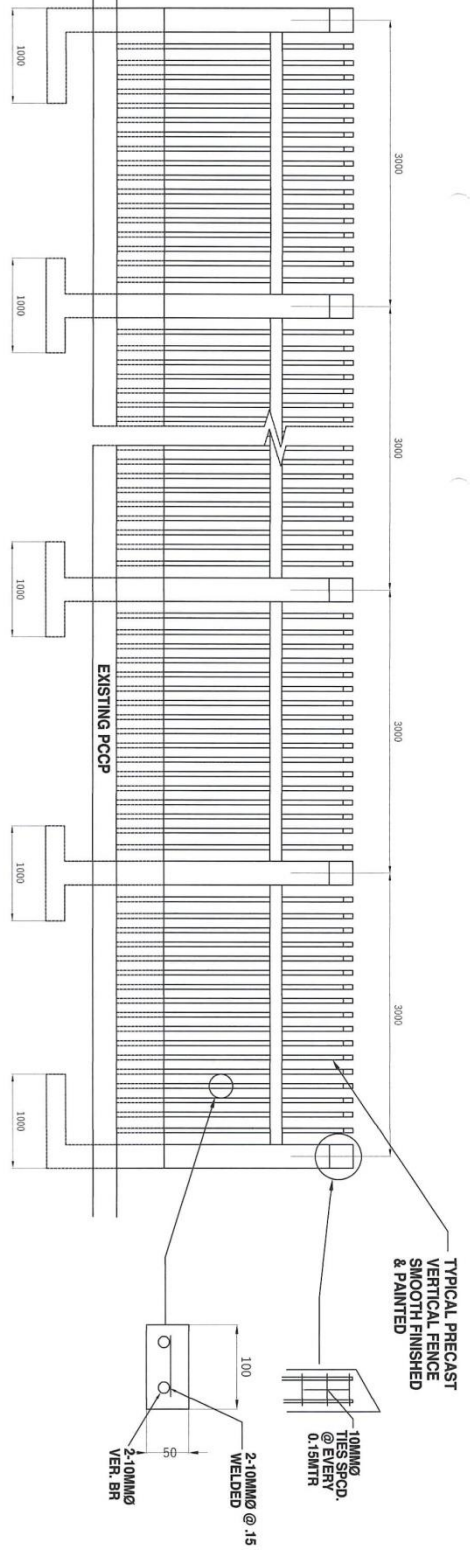 3000
3000
3000
3000
1000
1000
1000
1000
1000
EXISTING PCCP
TYPICAL PRECAST
VERTICAL FENCE
SMOOTH FINISHED
& PAINTED
10MMØ
TIES SPCD.
@ EVERY
0.15MTR
100
50
2-10MMØ @ .15
WELDED
2-10MMØ
VER. BR